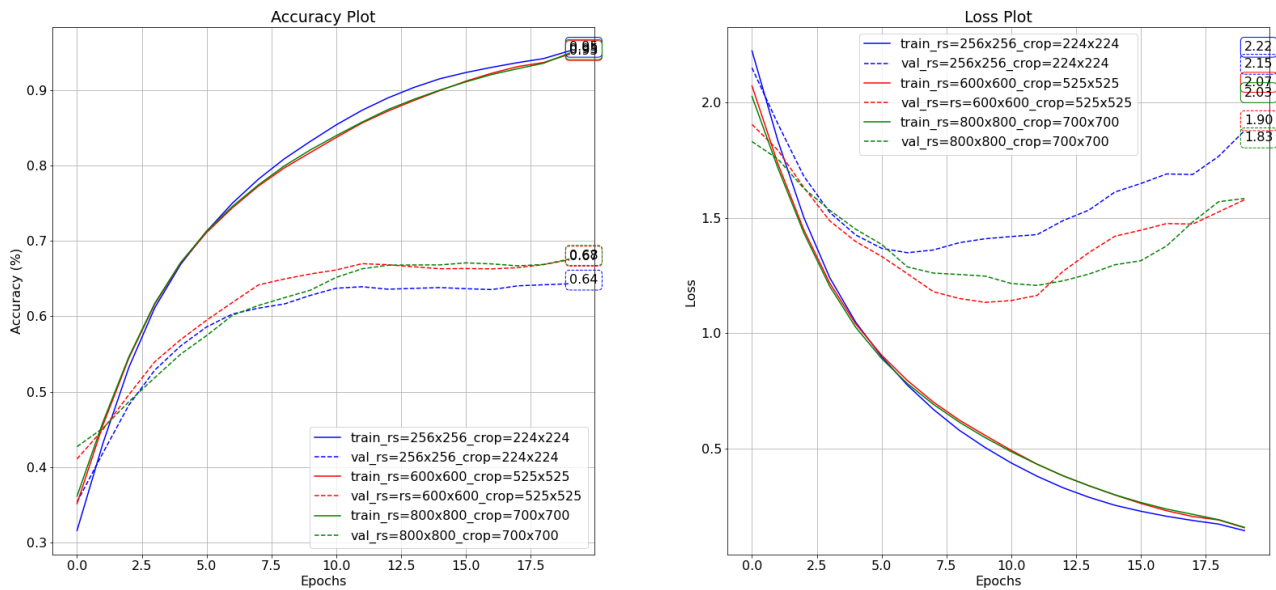 Accuracy Plot
Accuracy (%)
0.9
0.8
0.7
0.6
0.5
0.4
0.3
0.95
0.68
0.64
train_rs=256x256_crop=224x224
val_rs=256x256_crop=224x224
train_rs=600x600_crop=525x525
val_rs=rs=600x600_crop=525x525
train_rs=800x800_crop=700x700
val_rs=800x800_crop=700x700
0.0 2.5 5.0 7.5 10.0 12.5 15.0 17.5
Epochs
Loss Plot
Loss
2.0
1.5
1.0
0.5
train_rs=256x256_crop=224x224
val_rs=256x256_crop=224x224
train_rs=600x600_crop=525x525
val_rs=rs=600x600_crop=525x525
train_rs=800x800_crop=700x700
val_rs=800x800_crop=700x700
2.22
2.15
2.07
2.03
1.90
1.83
0.0 2.5 5.0 7.5 10.0 12.5 15.0 17.5
Epochs